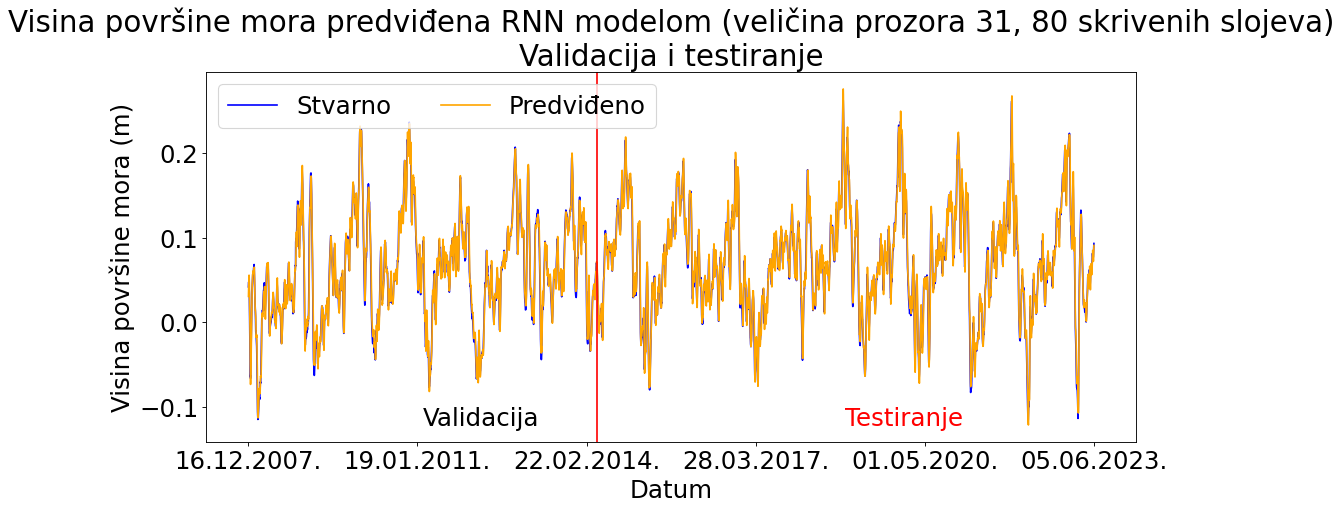 Visina površine mora predviđena RNN modelom (veličina prozora 31, 80 skrivenih slojeva)
Validacija i testiranje
Stvarno
Predviđeno
Visina površine mora (m)
0.2
0.1
0.0
−0.1
Validacija
Testiranje
16.12.2007.
19.01.2011.
22.02.2014.
28.03.2017.
01.05.2020.
05.06.2023.
Datum